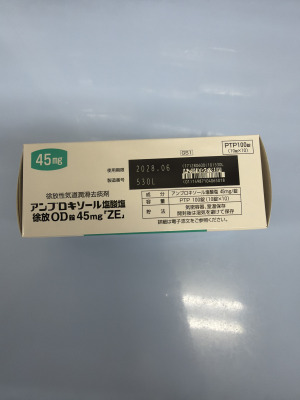 45mg
使用期限 2028.06
製造番号 530L
PTP100錠
(10錠×10)
徐放性気道潤滑去痰剤
アンブロキソール塩酸塩
徐放OD錠45mg「ZE」
成分 アンブロキソール塩酸塩 45mg/錠
容量 PTP 100錠(10錠×10)
貯法 気密容器、室温保存
開封後は湿気を避けて保存
詳細は電子添文をご参照ください。